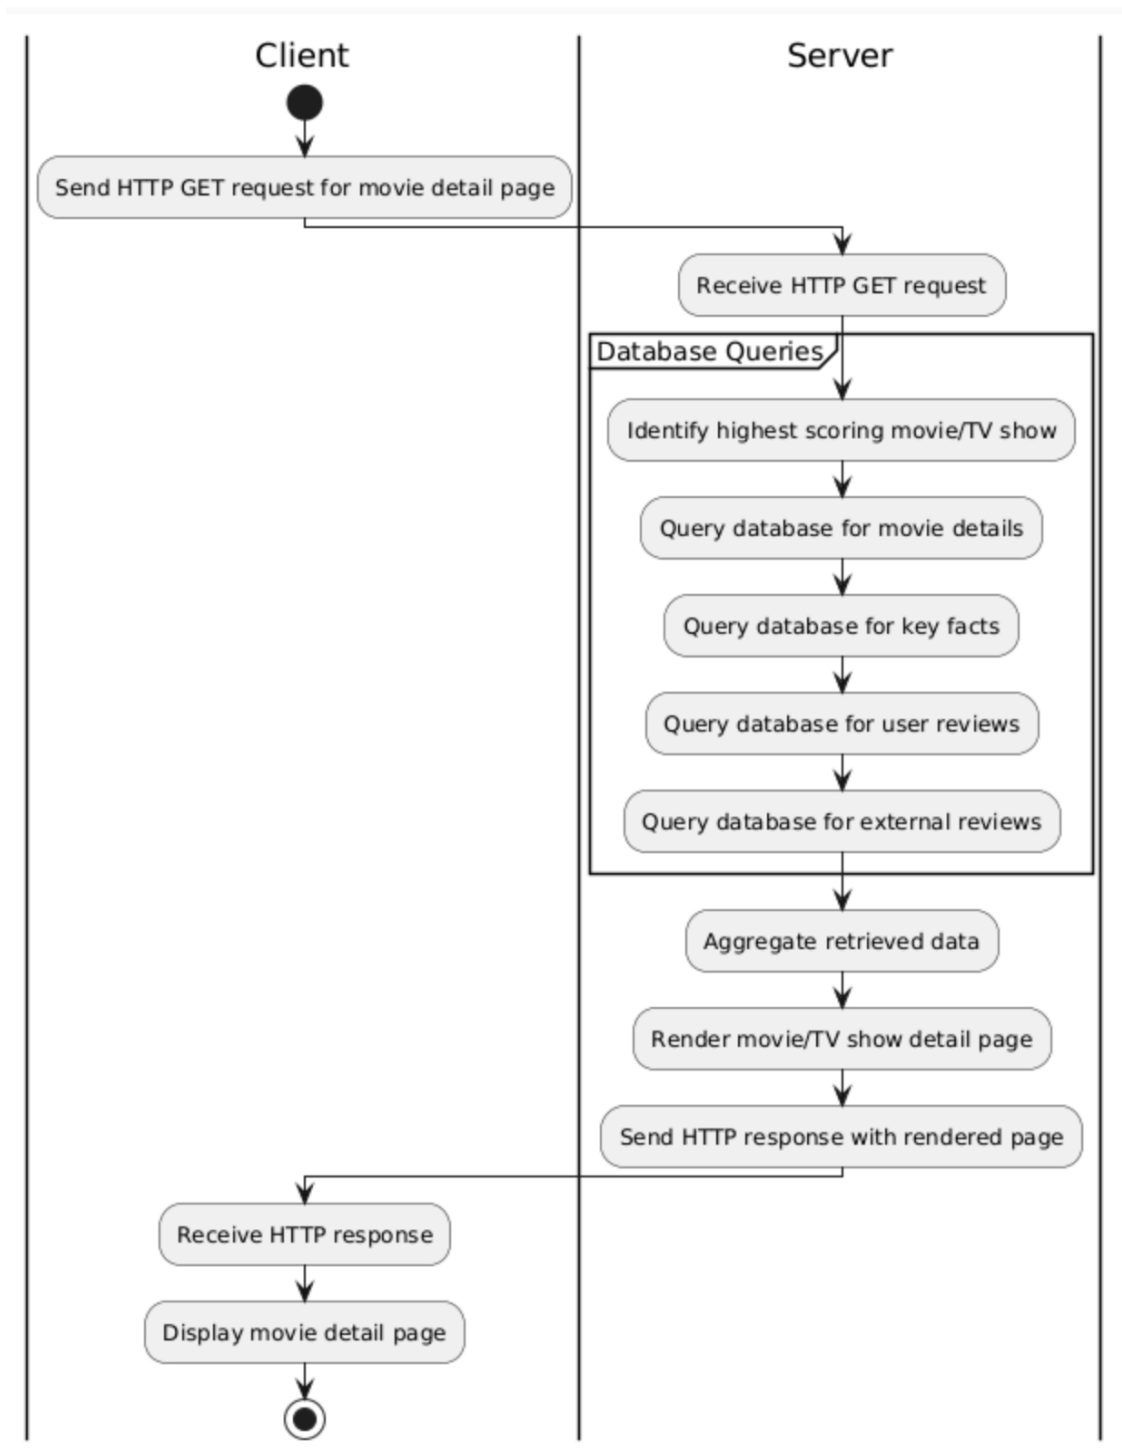 Client
Server
Send HTTP GET request for movie detail page
Receive HTTP GET request
Database Queries
Identify highest scoring movie/TV show
Query database for movie details
Query database for key facts
Query database for user reviews
Query database for external reviews
Aggregate retrieved data
Render movie/TV show detail page
Send HTTP response with rendered page
Receive HTTP response
Display movie detail page